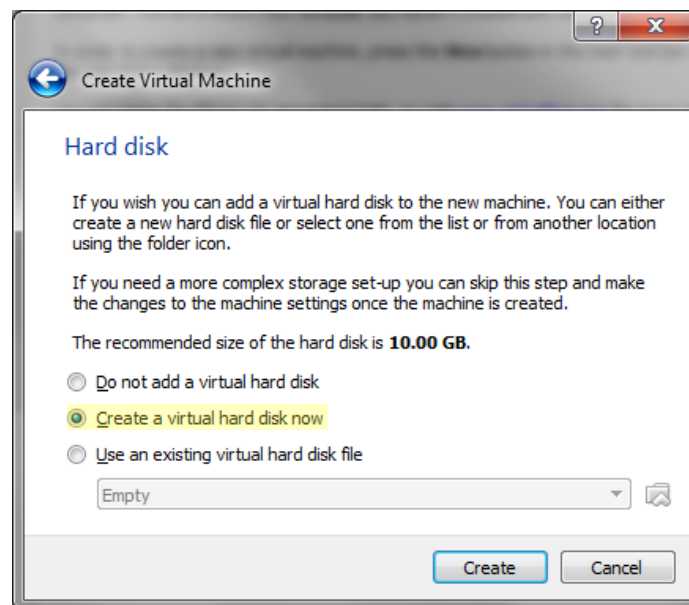 Create Virtual Machine
Hard disk
If you wish you can add a virtual hard disk to the new machine. You can either
create a new hard disk file or select one from the list or from another location
using the folder icon.
If you need a more complex storage set-up you can skip this step and make
the changes to the machine settings once the machine is created.
The recommended size of the hard disk is 10.00 GB.
Do not add a virtual hard disk
Create a virtual hard disk now
Use an existing virtual hard disk file
Empty
Create Cancel